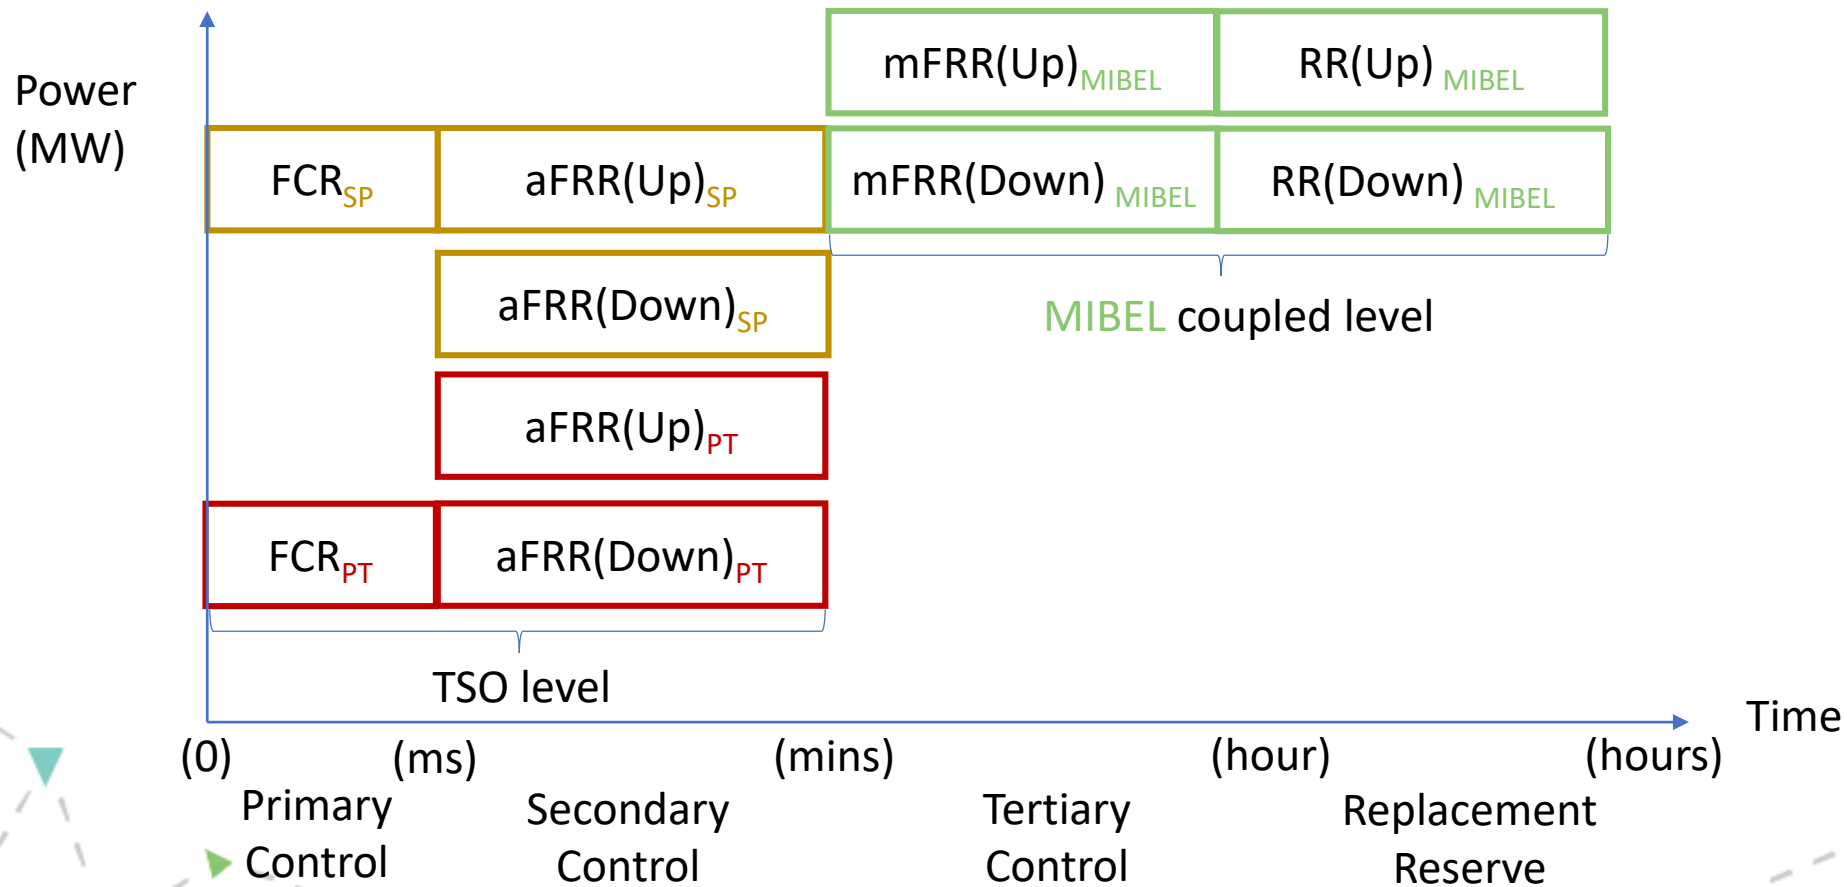 Power
(MW)
mFRR(Up)MIBEL
RR(Up) MIBEL
FCRSP
aFRR(Up)SP
mFRR(Down) MIBEL
RR(Down) MIBEL
aFRR(Down)SP
MIBEL coupled level
aFRR(Up)PT
FCRPT
aFRR(Down)PT
TSO level
Time
(0)
(ms)
(mins)
(hour)
(hours)
Primary
Control
Secondary
Control
Tertiary
Control
Replacement
Reserve